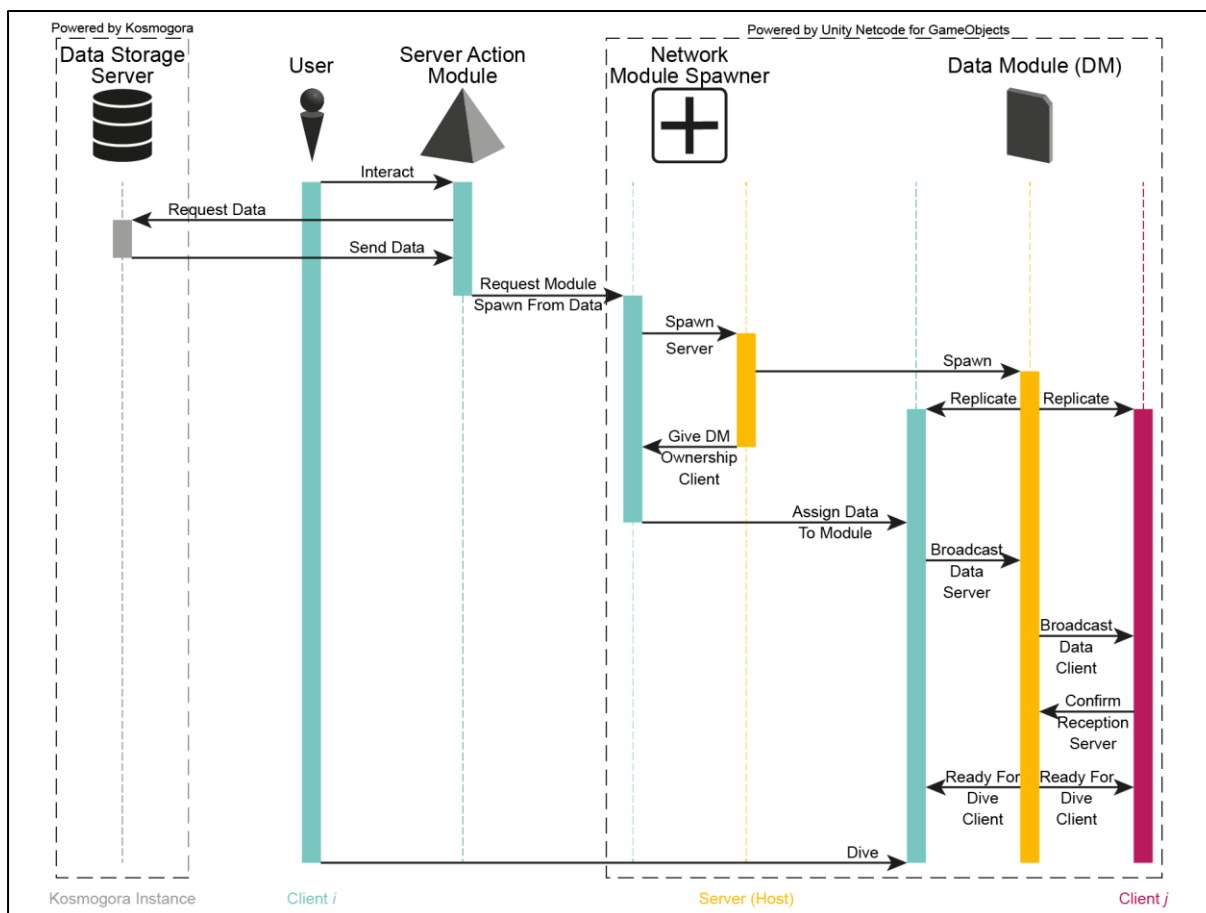 Powered by Kosmogora
Powered by Unity Netcode for GameObjects
Data Storage
Server
User
Server Action
Module
Network
Module Spawner
Data Module (DM)
Interact
Request Data
Send Data
Request Module
Spawn From Data
Spawn
Server
Spawn
Replicate
Replicate
Give DM
Ownership
Client
Assign Data
To Module
Broadcast
Data
Server
Broadcast
Data
Client
Confirm
Reception
Server
Ready For
Dive
Client
Ready For
Dive
Client
Dive
Kosmogora Instance
Client i
Server (Host)
Client j